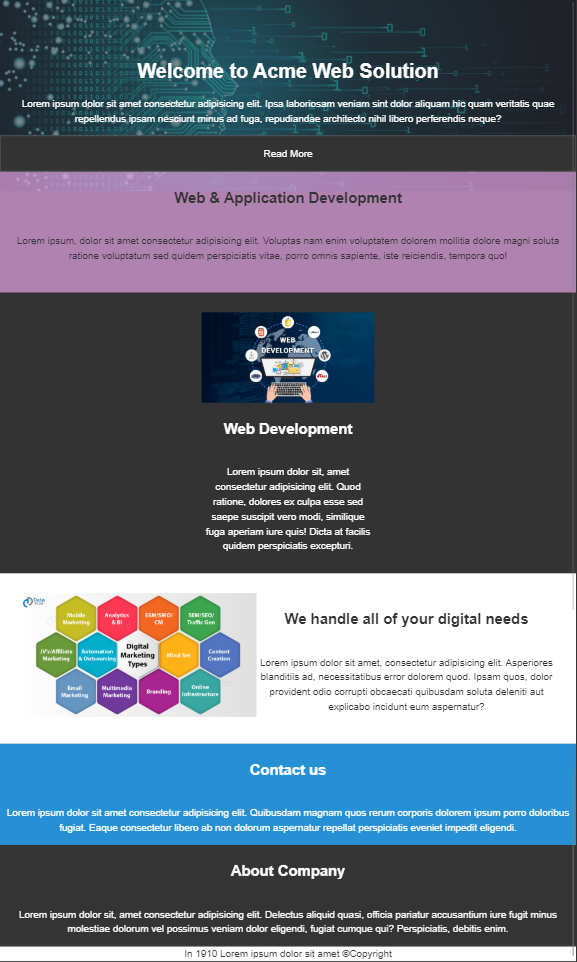 Welcome to Acme Web Solution
Lorem ipsum dolor sit amet consectetur adipisicing elit. Ipsa laboriosam veniam sint dolor aliquam hic quam veritatis quae
repellendus ipsam nesciunt minus ad fuga, repudiandae architecto nihil libero perferendis neque?
Read More
Web & Application Development
Lorem ipsum, dolor sit amet consectetur adipisicing elit. Voluptas nam enim voluptatem dolorem mollitia dolore magni soluta
ratione voluptatum sed quidem perspiciatis vitae, porro omnis sapiente, iste reiciendis, tempora quo!
WEB
DEVELOPMENT
Web Development
Lorem ipsum dolor sit, amet
consectetur adipisicing elit. Quod
ratione, dolores ex culpa esse sed
saepe suscipit vero modi, similique
fuga aperiam iure quis! Dicta at facilis
quidem perspiciatis excepturi.
Data
Mobile
Marketing
Analytics
& BI
SSM/SMO/
CM
SEM/SEO/
Traffic Gen
JV's/Affiliate
Marketing
Automation
& Outsourcing
Digital
Marketing
Types
Mind Set
Content
Creation
Email
Marketing
Multimedia
Marketing
Branding
Online
Infrastructure
We handle all of your digital needs
Lorem ipsum dolor sit amet, consectetur adipisicing elit. Asperiores
blanditiis ad, necessitatibus error dolorem quod. Ipsam quos, dolor
provident odio corrupti obcaecati quibusdam soluta deleniti aut
explicabo incidunt eum aspernatur?
Contact us
Lorem ipsum dolor sit amet consectetur adipisicing elit. Quibusdam magnam quos rerum corporis dolorem ipsum porro doloribus
fugiat. Eaque consectetur libero ab non dolorum aspernatur repellat perspiciatis eveniet impedit eligendi.
About Company
Lorem ipsum dolor sit amet, consectetur adipisicing elit. Delectus aliquid quasi, officia pariatur accusantium iure fugit minus
molestiae dolorum vel possimus veniam dolor eligendi, fugiat cumque qui? Perspiciatis, debitis enim.
In 1910 Lorem ipsum dolor sit amet ©Copyright